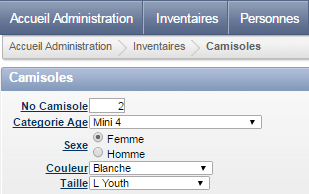 Accueil Administration Inventaires Personnes
Accueil Administration Inventaires Camisoles
Camisoles
No Camisole 2
Categorie Age Mini 4
Sexe Femme
Homme
Couleur Blanche
Taille L Youth